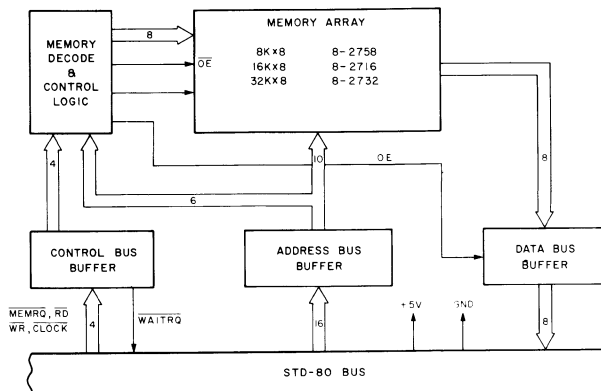 MEMORY
DECODE
&
CONTROL
LOGIC
8
OE
MEMORY ARRAY
8K×8 8-2758
16K×8 8-2716
32K×8 8-2732
4
10
OE
8
6
CONTROL BUS
BUFFER
ADDRESS BUS
BUFFER
DATA BUS
BUFFER
MEMRQ, RD
WR, CLOCK
4
WAITRQ
16
+5V
GND
8
STD-80 BUS